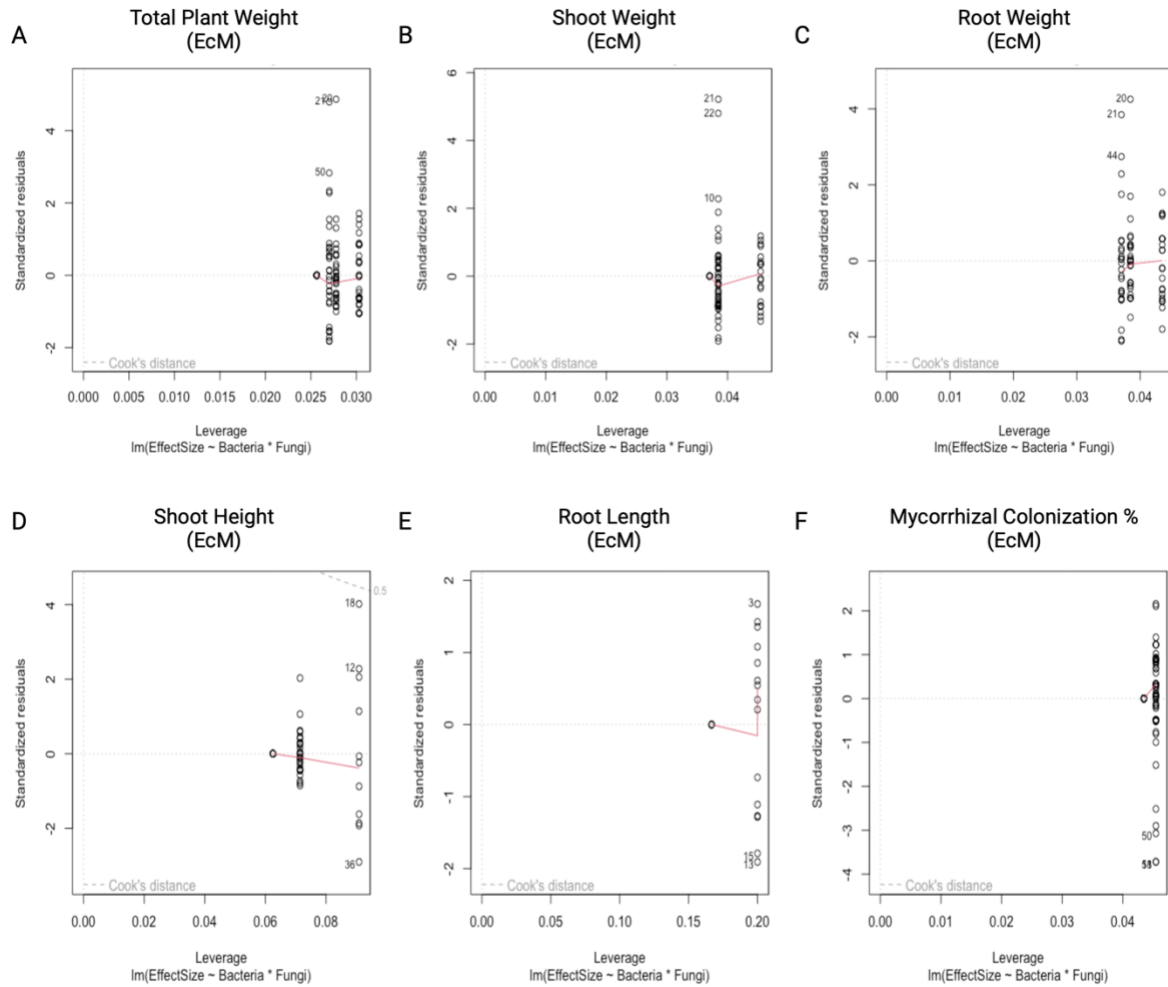 A
Total Plant Weight
(EcM)
B
Shoot Weight
(EcM)
C
Root Weight
(EcM)
Standardized residuals
4
2
0
-2
50
Cook's distance
0.000 0.005 0.010 0.015 0.020 0.025 0.030
Leverage
lm(EffectSize ~ Bacteria * Fungi)
Standardized residuals
6
4
2
0
-2
21
22
10
Cook's distance
0.00 0.01 0.02 0.03 0.04
Leverage
lm(EffectSize ~ Bacteria * Fungi)
Standardized residuals
4
2
0
-2
20
21
44
Cook's distance
0.00 0.01 0.02 0.03 0.04
Leverage
lm(EffectSize ~ Bacteria * Fungi)
D
Shoot Height
(EcM)
E
Root Length
(EcM)
F
Mycorrhizal Colonization %
(EcM)
Standardized residuals
4
2
0
-2
0.5
18
12
36
Cook's distance
0.00 0.02 0.04 0.06 0.08
Leverage
lm(EffectSize ~ Bacteria * Fungi)
Standardized residuals
2
1
0
-1
-2
3
15
13
Cook's distance
0.00 0.05 0.10 0.15 0.20
Leverage
lm(EffectSize ~ Bacteria * Fungi)
Standardized residuals
2
1
0
-1
-2
-3
-4
50
Cook's distance
0.00 0.01 0.02 0.03 0.04
Leverage
lm(EffectSize ~ Bacteria * Fungi)